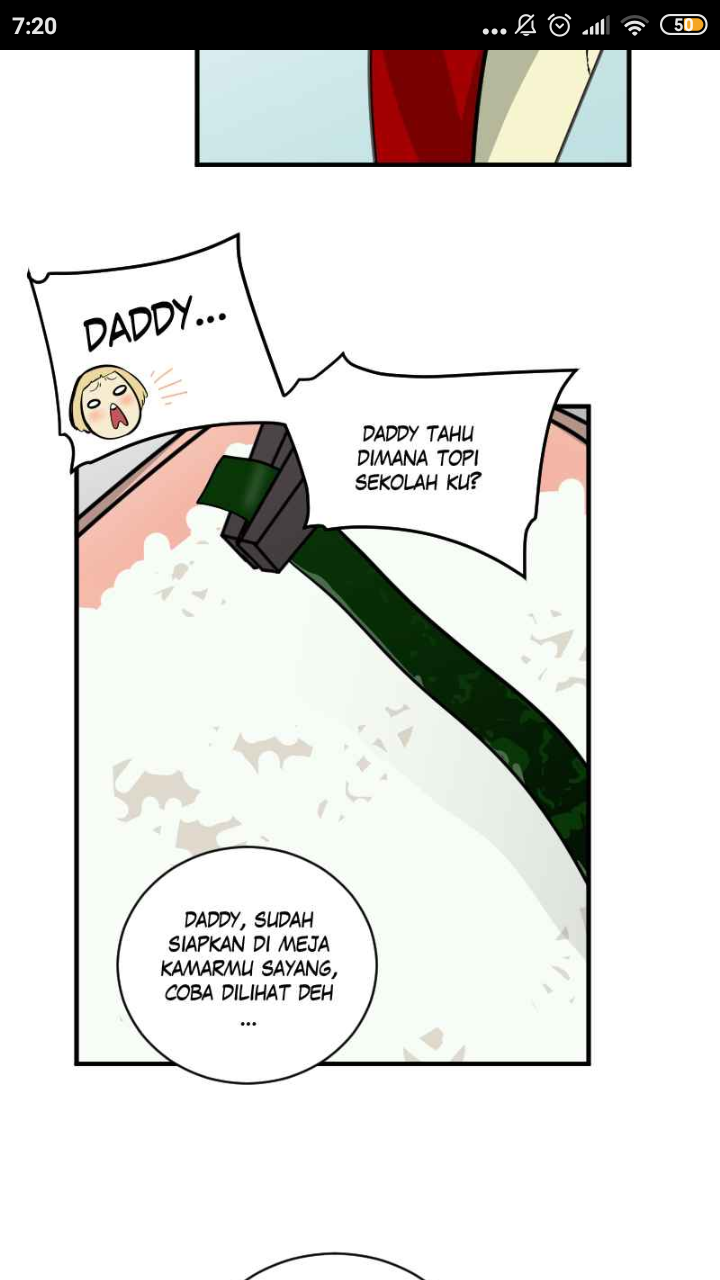 7:20
50
DADDY...
DADDY TAHU
DIMANA TOPI
SEKOLAH KU?
DADDY, SUDAH
SIAPKAN DI MEJA
KAMARMU SAYANG,
COBA DILIHAT DEH
...